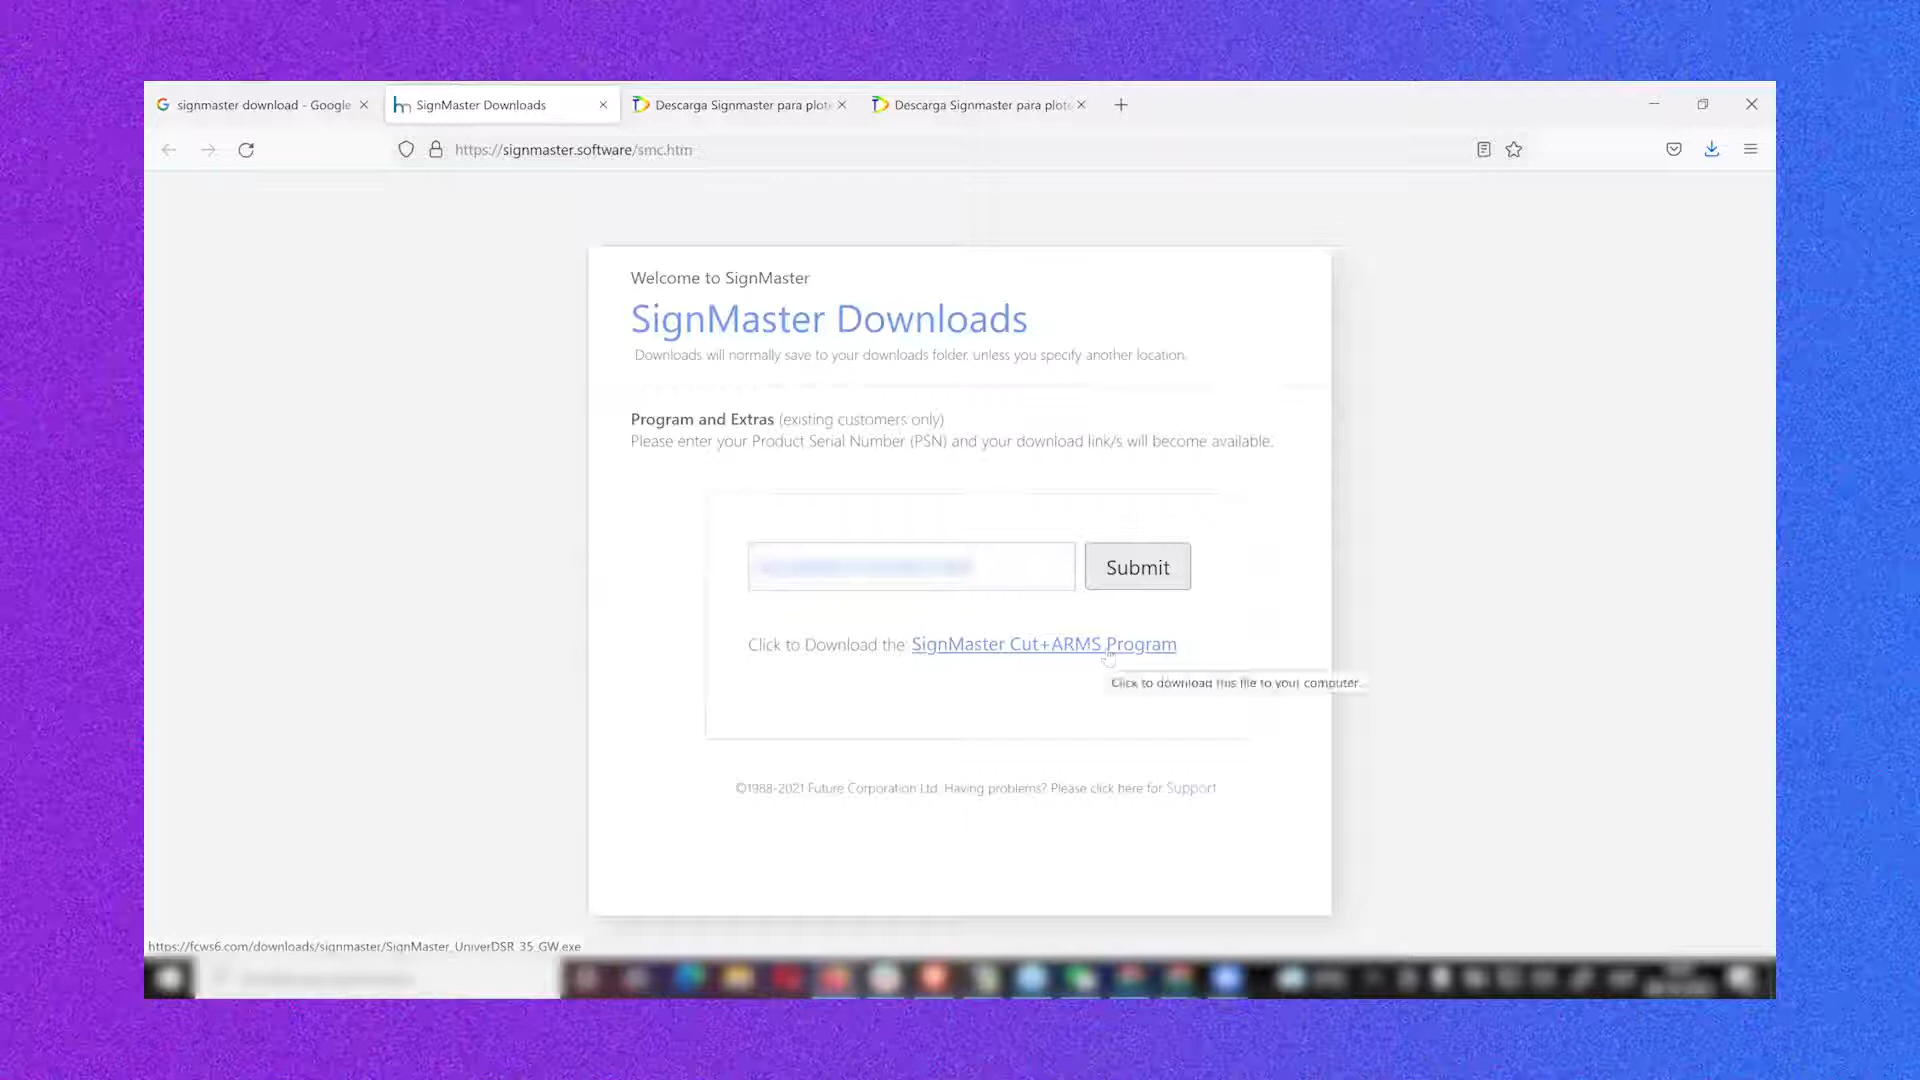 signmaster download - Google
SignMaster Downloads
Descarga Signmaster para plot
Descarga Signmaster para plot
https://signmaster.software/smc.htm
Welcome to SignMaster
SignMaster Downloads
Downloads will normally save to your downloads folder, unless you specify another location.
Program and Extras (existing customers only)
Please enter your Product Serial Number (PSN) and your download link/s will become available.
Submit
Click to Download the: SignMaster Cut+ARMS Program
Click to download this file to your computer...
©1988-2021 Future Corporation Ltd. Having problems? Please click here for Support
https://fcws6.com/downloads/signmaster/SignMaster_UniverDSR_35_GW.exe